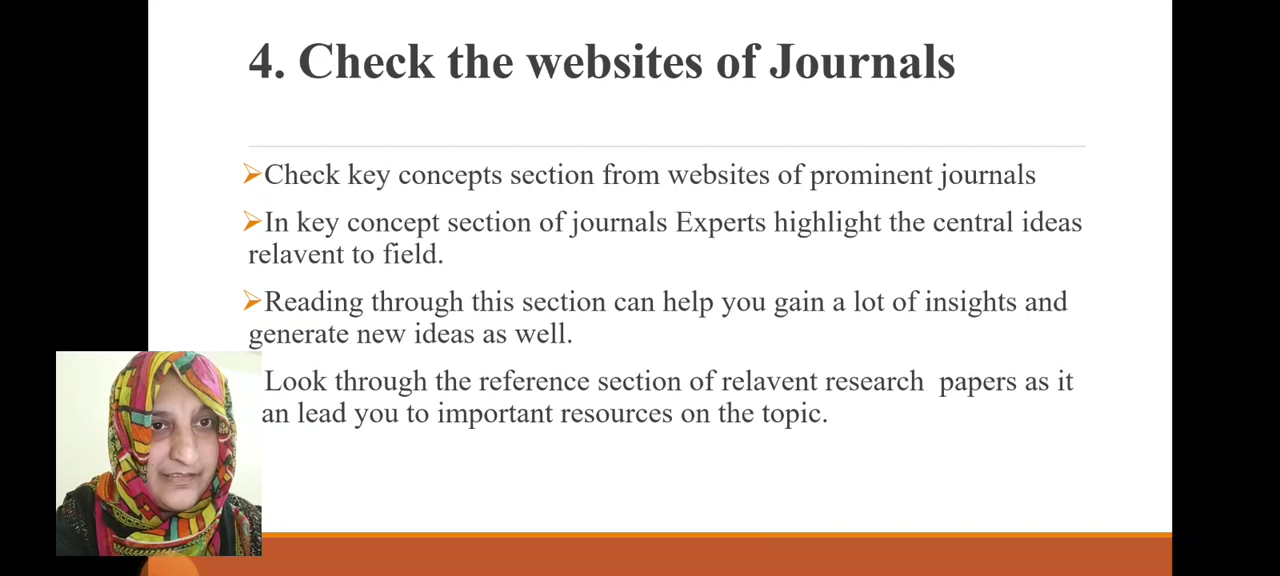 4. Check the websites of Journals
Check key concepts section from websites of prominent journals
In key concept section of journals Experts highlight the central ideas
relavent to field.
Reading through this section can help you gain a lot of insights and
generate new ideas as well.
Look through the reference section of relavent research papers as it
an lead you to important resources on the topic.